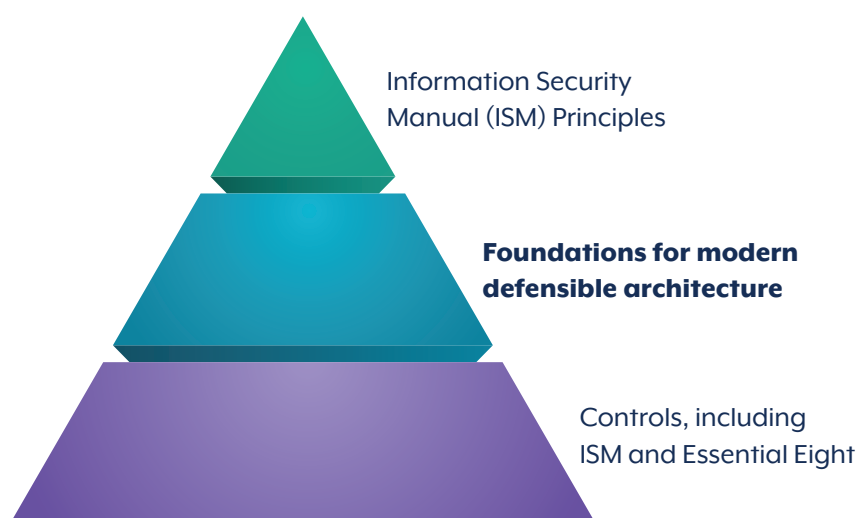 Information Security
Manual (ISM) Principles
Foundations for modern
defensible architecture
Controls, including
ISM and Essential Eight